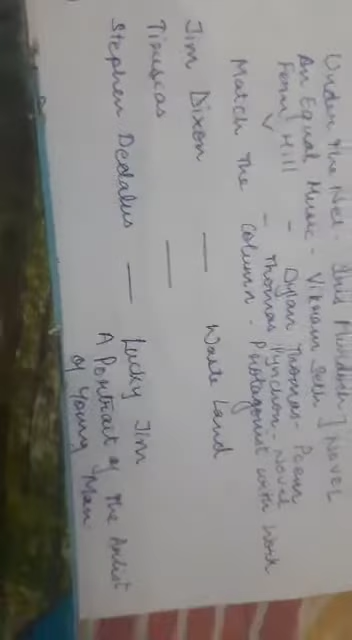 Under the Net - Iris Murdoch } Novel
An Equal Music - Vikram Seth
Fern Hill - Dylan Thomas - Poem
V - Thomas Pynchon - Novel
Match the column - Protagonist with work
Jim Dixon — Waste Land
Tiresias — Lucky Jim
Stephen Dedalus — A Portrait of the Artist
of Young Man